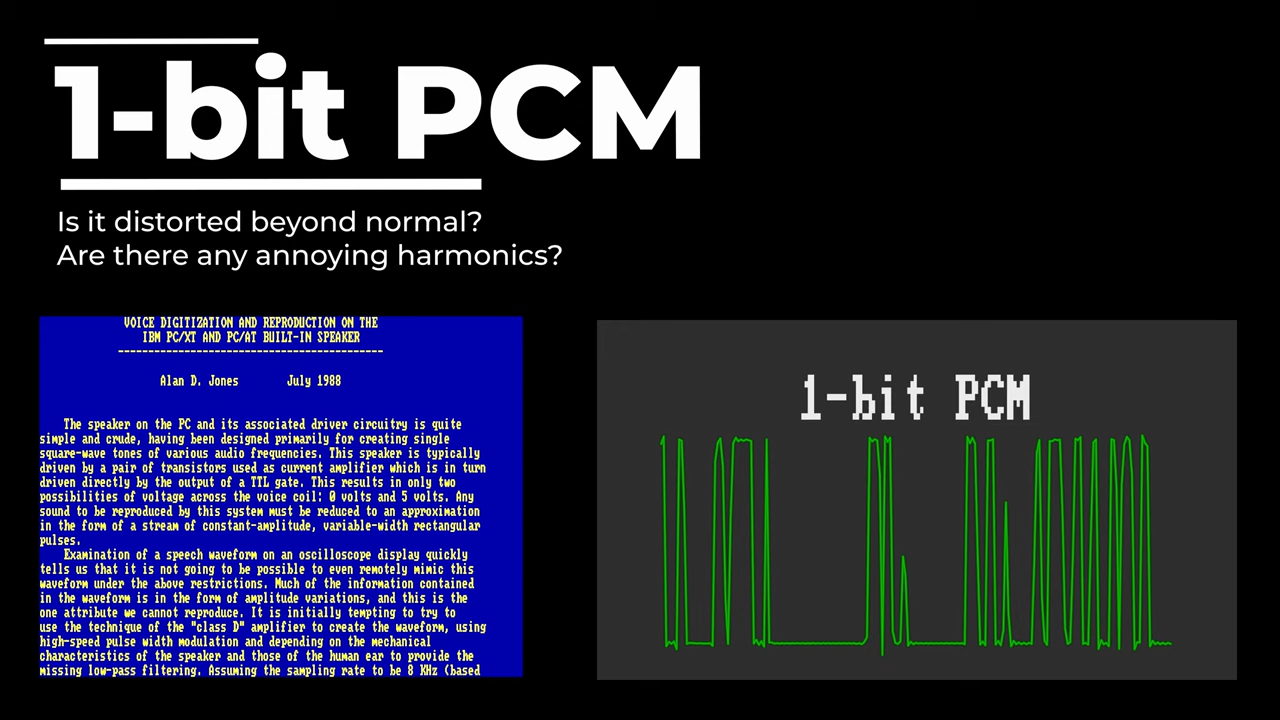 1-bit PCM
Is it distorted beyond normal?
Are there any annoying harmonics?
VOICE DIGITIZATION AND REPRODUCTION ON THE
IBM PC/XT AND PC/AT BUILT-IN SPEAKER
-------------------------------------------
Alan D. Jones July 1988
The speaker on the PC and its associated driver circuitry is quite
simple and crude, having been designed primarily for creating single
square-wave tones of various audio frequencies. This speaker is typically
driven by a pair of transistors used as current amplifier which is in turn
driven directly by the output of a TTL gate. This results in only two
possibilities of voltage across the voice coil: 0 volts and 5 volts. Any
sound to be reproduced by this system must be reduced to an approximation
in the form of a stream of constant-amplitude, variable-width rectangular
pulses.
Examination of a speech waveform on an oscilloscope display quickly
tells us that it is not going to be possible to even remotely mimic this
waveform under the above restrictions. Much of the information contained
in the waveform is in the form of amplitude variations, and this is the
one attribute we cannot reproduce. It is initially tempting to try to
use the technique of the "class D" amplifier to create the waveform, using
high-speed pulse width modulation and depending on the mechanical
characteristics of the speaker and those of the human ear to provide the
missing low-pass filtering. Assuming the sampling rate to be 8 KHz (based
1-bit PCM